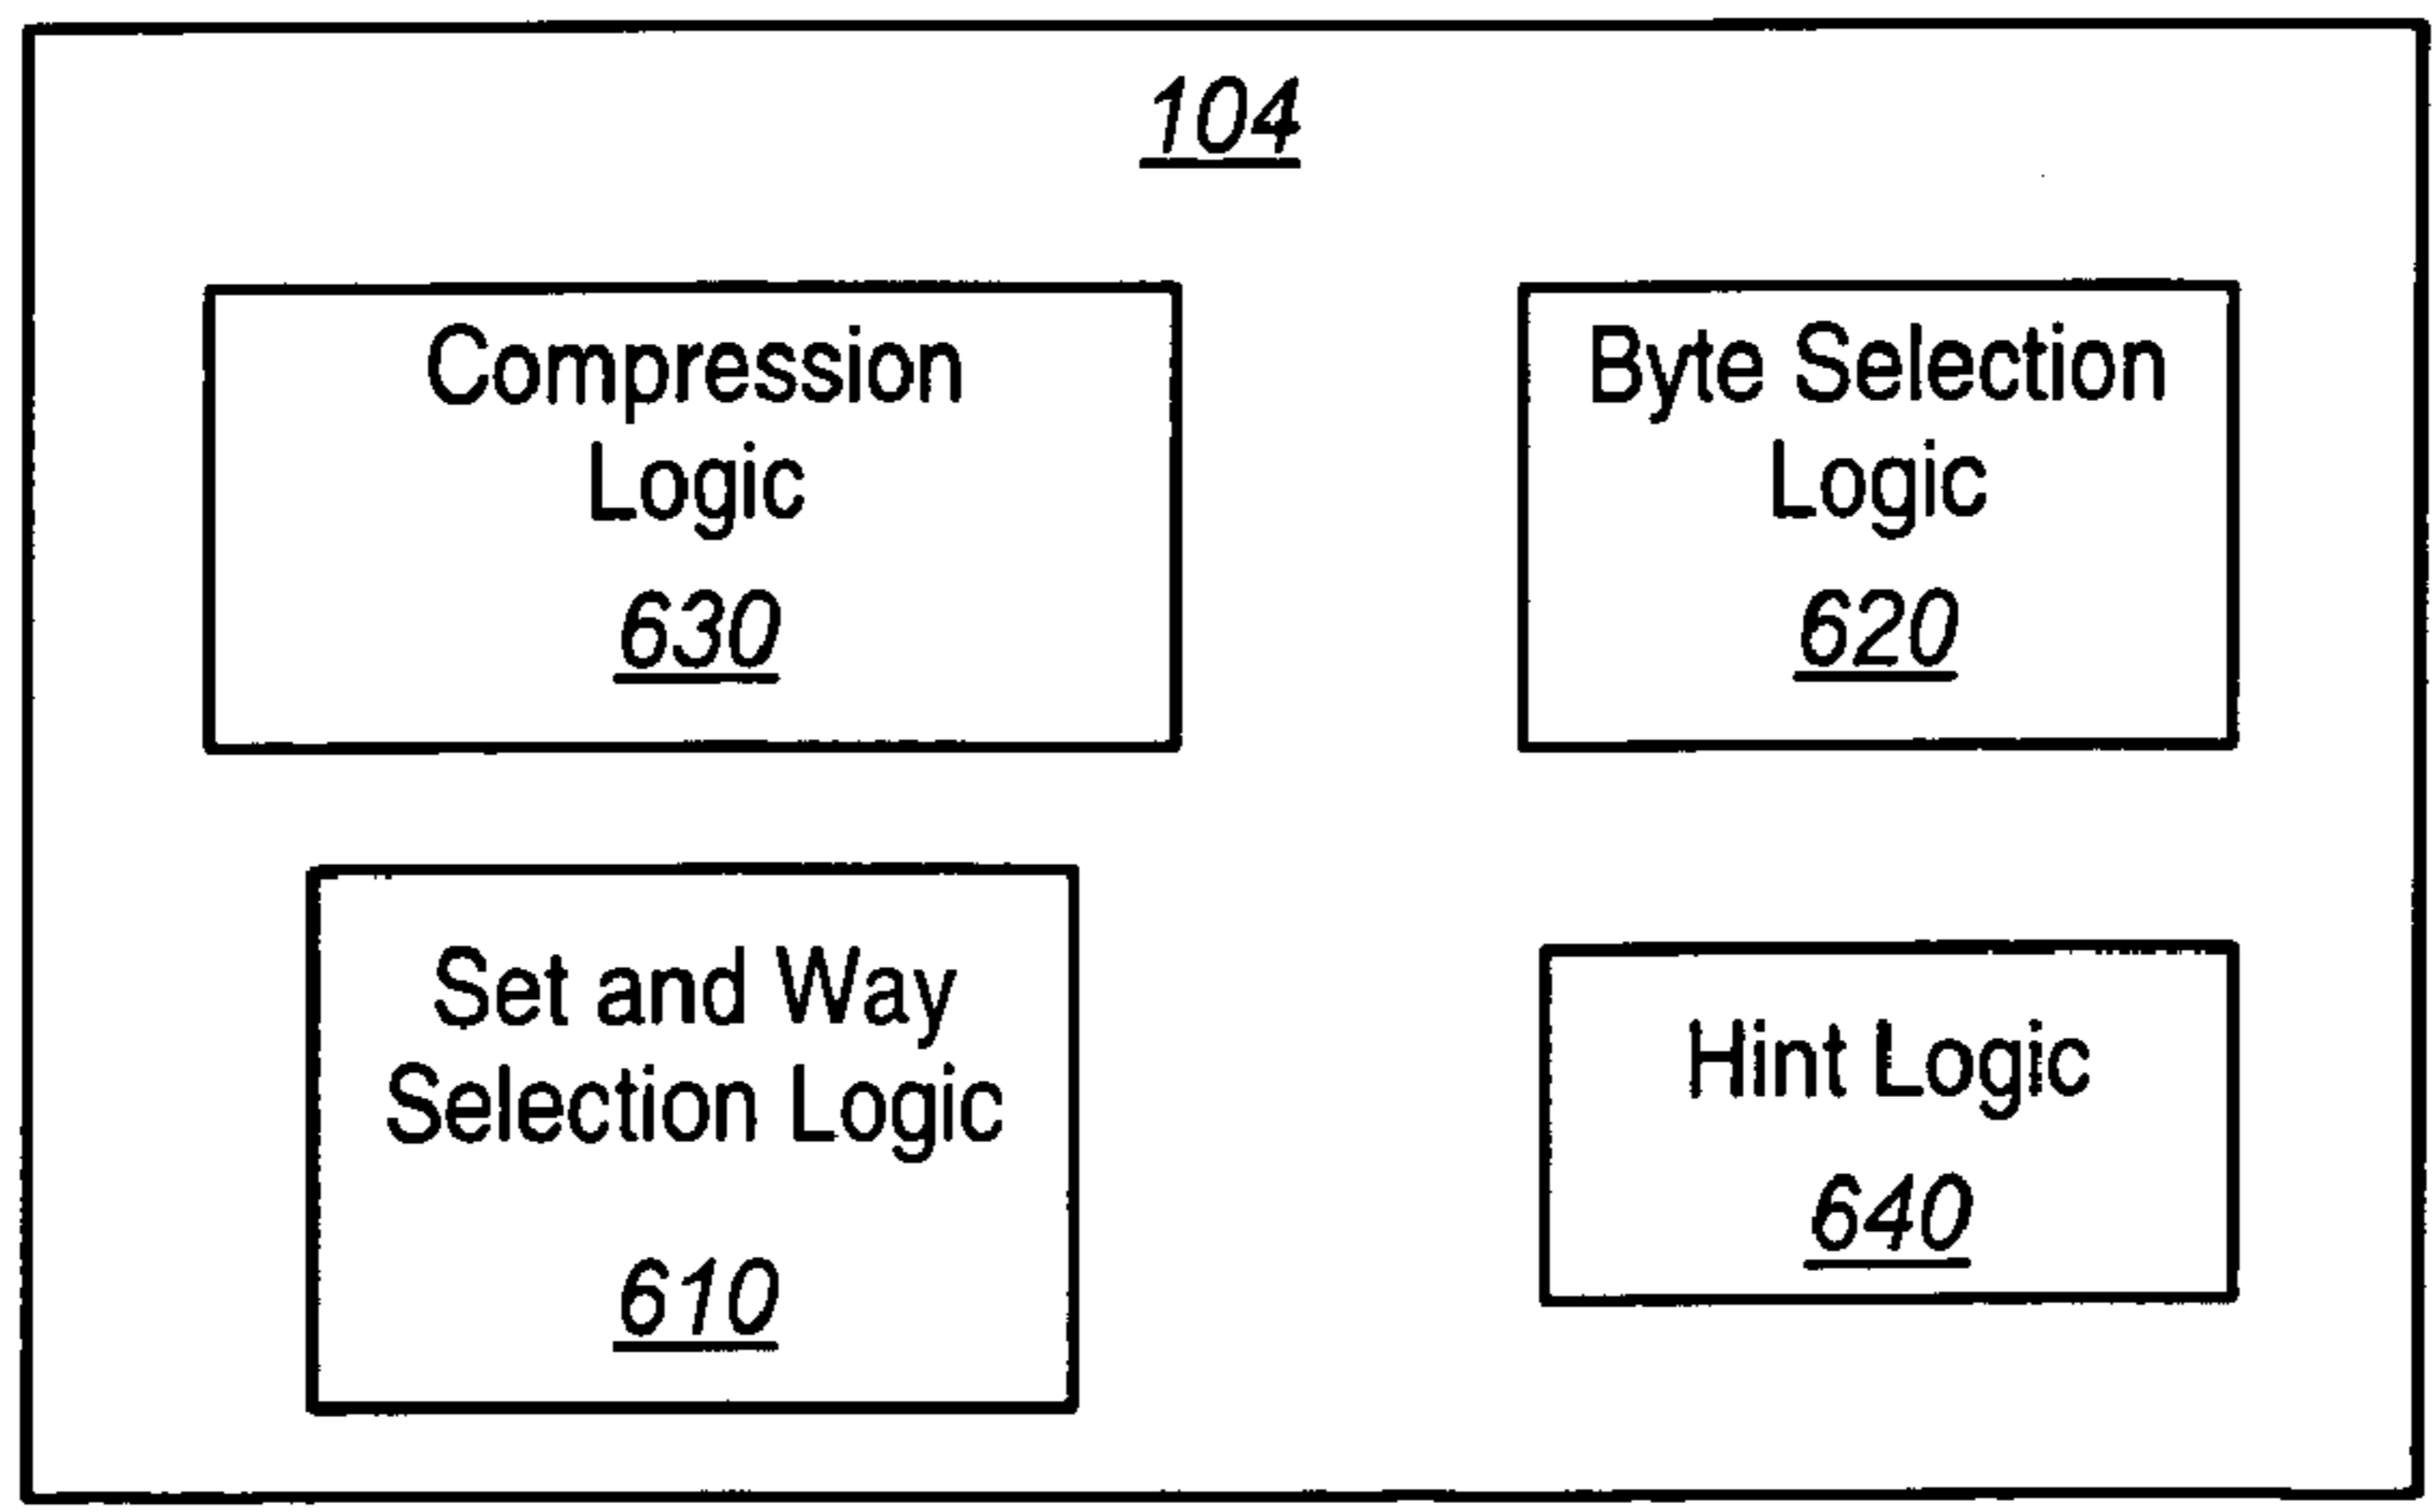 104
Compression
Logic
630
Byte Selection
Logic
620
Set and Way
Selection Logic
610
Hint Logic
640